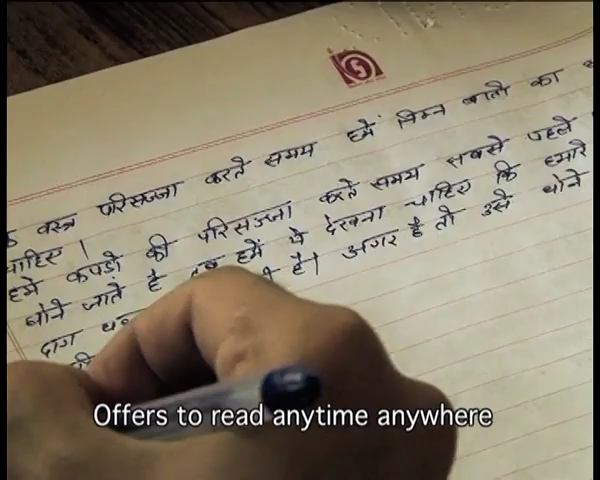 वस्त्र परिसज्जा करते समय हमें निम्न बातो का
चाहिए।
हमे कपडो की परिसज्जा करते समय सबसे पहले
धोने जाते है हमें ये देखना चाहिए कि हमारे
दाग है। अगर है तो उसे धोने
Offers to read anytime anywhere